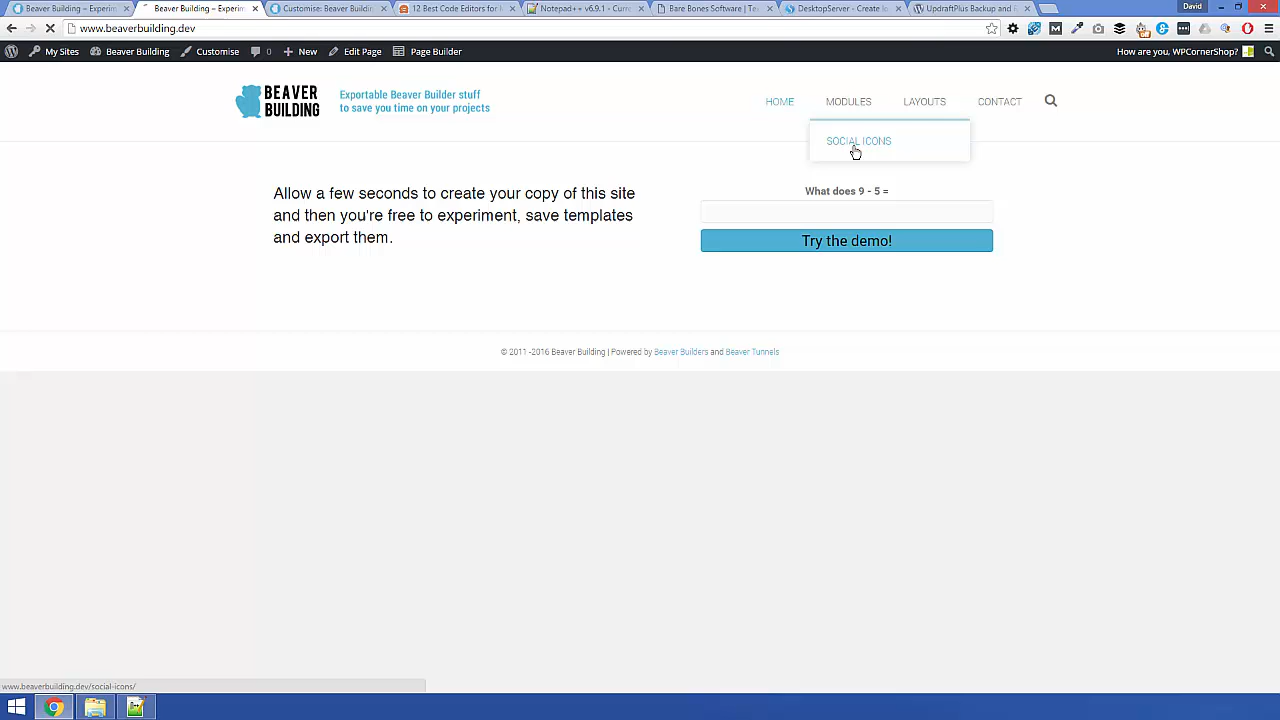 Beaver Building – Experim
Beaver Building – Experim
Customise: Beaver Building
12 Best Code Editors for
Notepad++ v6.9.1 - Curre
Bare Bones Software | Te
DesktopServer - Create lo
UpdraftPlus Backup and
David
www.beaverbuilding.dev
My Sites
Beaver Building
Customise
0
New
Edit Page
Page Builder
How are you, WPCornerShop?
BEAVER
BUILDING
Exportable Beaver Builder stuff
to save you time on your projects
HOME
MODULES
LAYOUTS
CONTACT
SOCIAL ICONS
Allow a few seconds to create your copy of this site
and then you're free to experiment, save templates
and export them.
What does 9 - 5 =
Try the demo!
© 2011 -2016 Beaver Building | Powered by Beaver Builders and Beaver Tunnels
www.beaverbuilding.dev/social-icons/